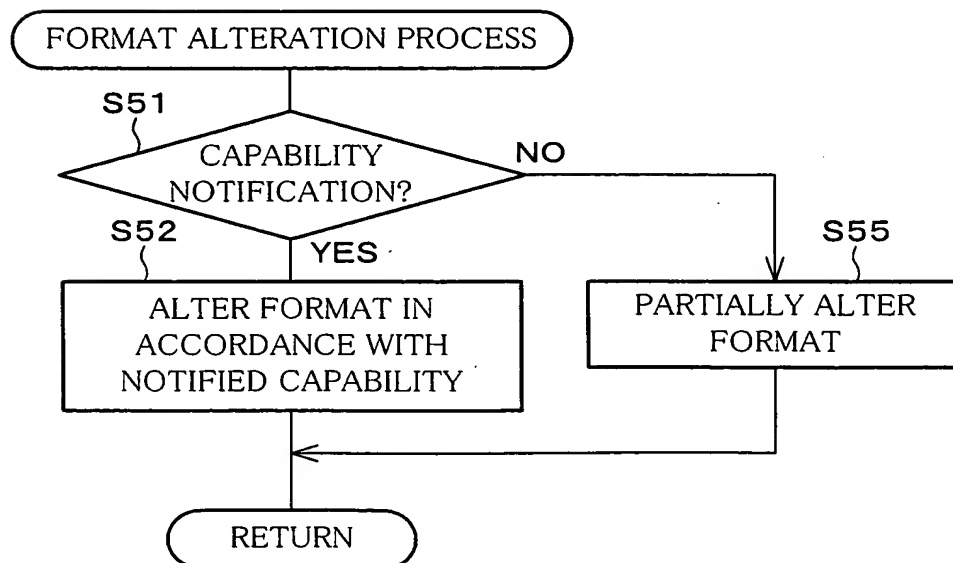 FORMAT ALTERATION PROCESS
S51
CAPABILITY
NOTIFICATION?
NO
S52
YES
S55
ALTER FORMAT IN
ACCORDANCE WITH
NOTIFIED CAPABILITY
PARTIALLY ALTER
FORMAT
RETURN